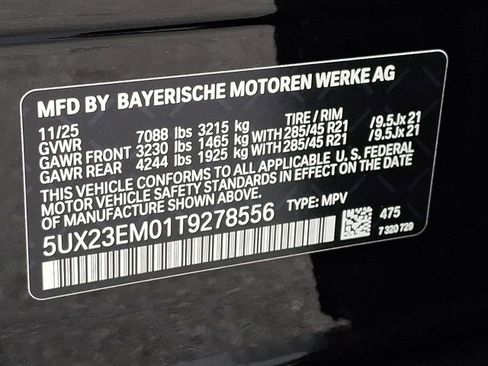 MFD BY BAYERISCHE MOTOREN WERKE AG
11/25 TIRE / RIM
GVWR 7088 lbs 3215 kg
GAWR FRONT 3230 lbs 1465 kg WITH 285/45 R21 /9.5Jx21
GAWR REAR 4244 lbs 1925 kg WITH 285/45 R21 /9.5Jx21
THIS VEHICLE CONFORMS TO ALL APPLICABLE U. S. FEDERAL
MOTOR VEHICLE SAFETY STANDARDS IN EFFECT ON THE DATE
OF MANUFACTURE SHOWN ABOVE.
5UX23EM01T9278556 TYPE: MPV
475
7 320 729